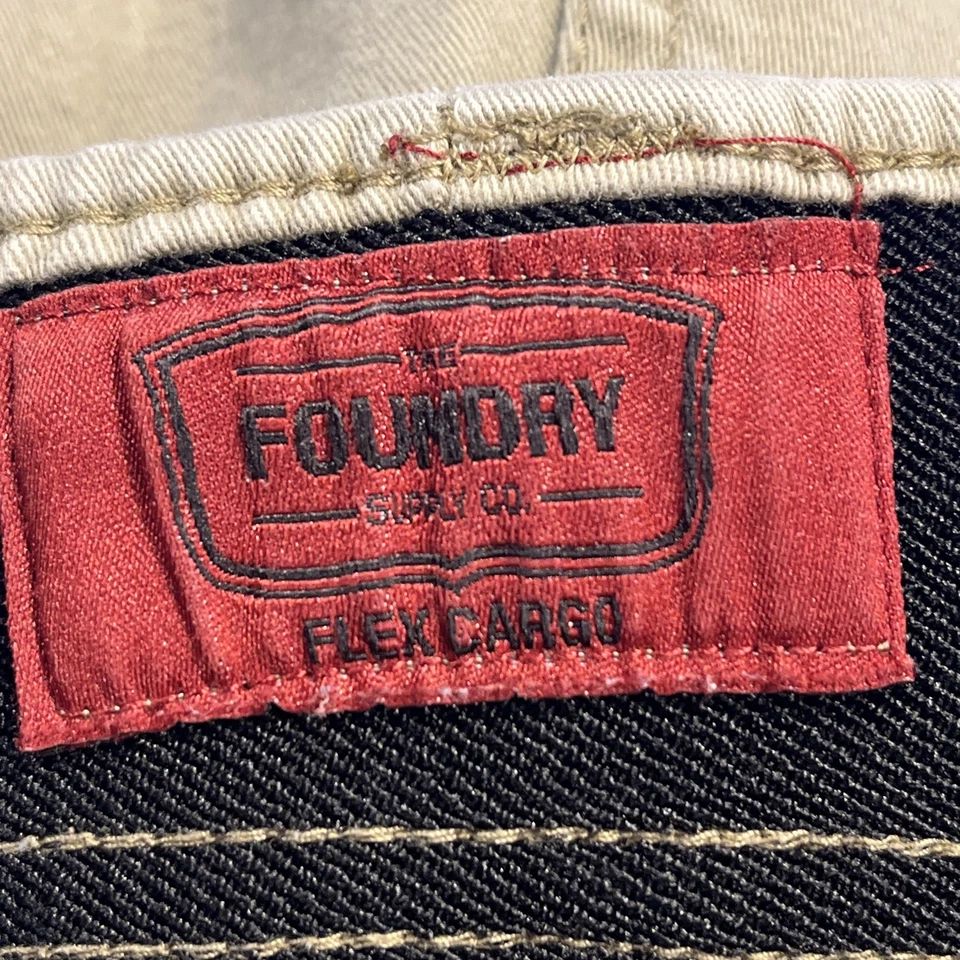 THE
FOUNDRY
SUPPLY CO.
FLEX CARGO